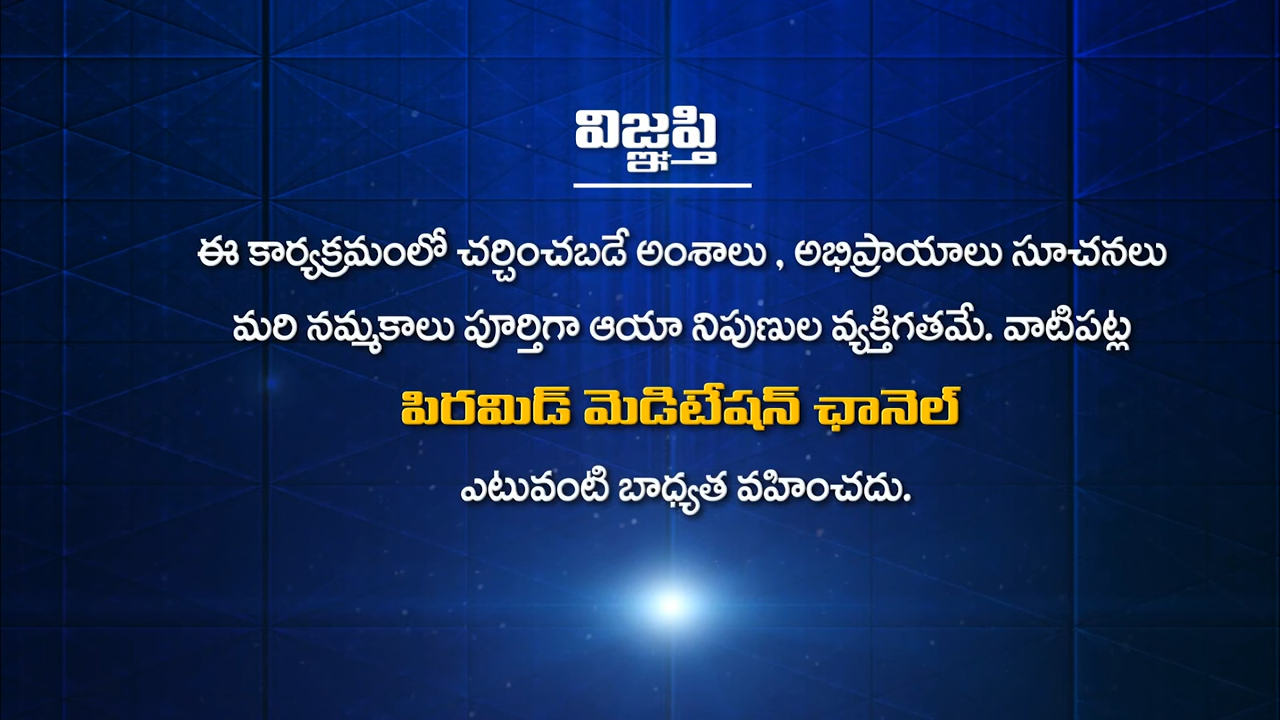 విజ్ఞప్తి
ఈ కార్యక్రమంలో చర్చించబడే అంశాలు , అభిప్రాయాలు సూచనలు
మరి నమ్మకాలు పూర్తిగా ఆయా నిపుణుల వ్యక్తిగతమే. వాటిపట్ల
పిరమిడ్ మెడిటేషన్ ఛానెల్
ఎటువంటి బాధ్యత వహించదు.